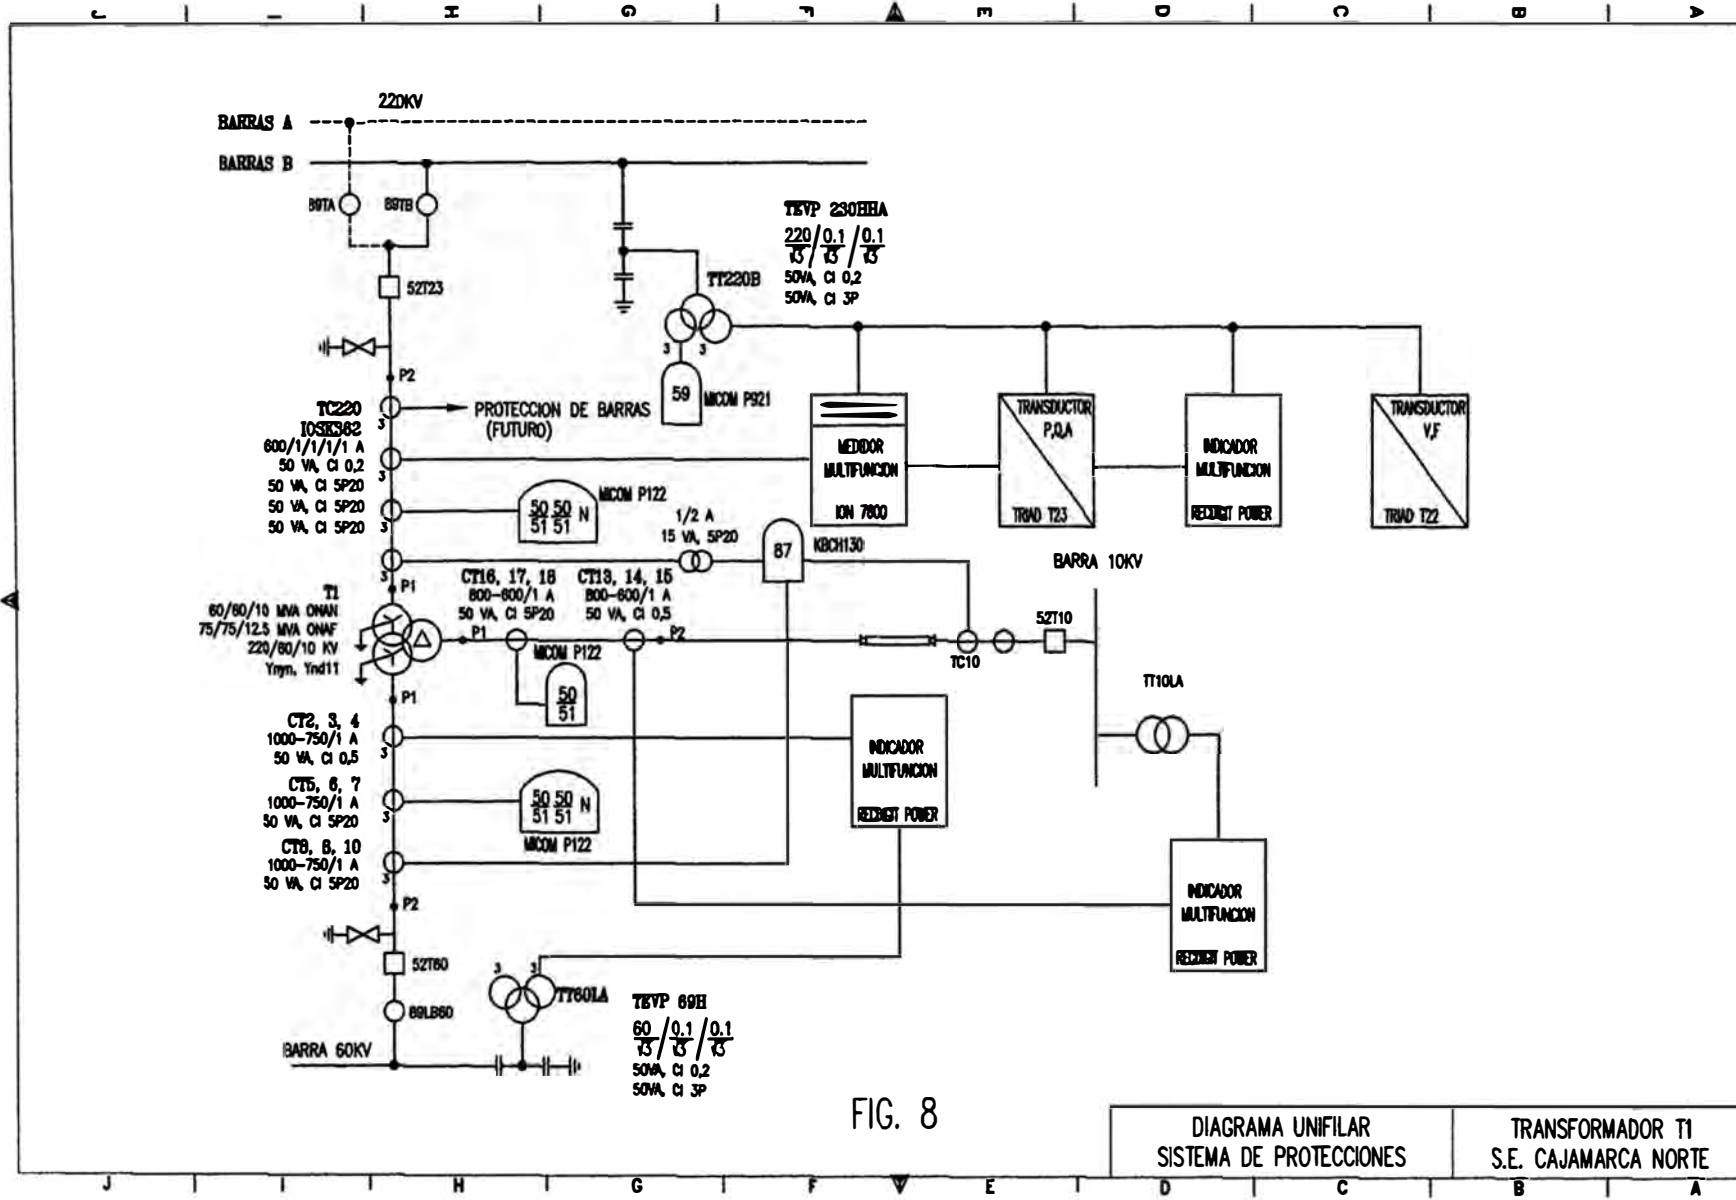 J I H G F E D C B A
220KV
BARRAS A
BARRAS B
89TA
89TB
52T23
TEVP 230HHA
220/√3 / 0.1/√3 / 0.1/√3
50VA, Cl 0,2
50VA, Cl 3P
TT220B
3 3
59
MICOM P921
P2
TC220
IOSK362
600/1/1/1/1 A
50 VA, Cl 0,2
50 VA, Cl 5P20
50 VA, Cl 5P20
50 VA, Cl 5P20
3
3
3
3
PROTECCION DE BARRAS
(FUTURO)
MICOM P122
50 50 N
51 51
1/2 A
15 VA, 5P20
87
KBCH130
MEDIDOR
MULTIFUNCION
ION 7600
TRANSDUCTOR
P,Q,A
TRIAD T23
INDICADOR
MULTIFUNCION
RECDIGIT POWER
TRANSDUCTOR
V,F
TRIAD T22
P1
T1
60/60/10 MVA ONAN
75/75/12.5 MVA ONAF
220/60/10 KV
Ynyn, Ynd11
CT16, 17, 18
800-600/1 A
50 VA, Cl 5P20
CT13, 14, 15
800-600/1 A
50 VA, Cl 0,5
P1
P2
MICOM P122
50
51
TC10
52T10
BARRA 10KV
TT10LA
P1
CT2, 3, 4
1000-750/1 A
50 VA, Cl 0,5
3
INDICADOR
MULTIFUNCION
RECDIGIT POWER
CT5, 6, 7
1000-750/1 A
50 VA, Cl 5P20
3
50 50 N
51 51
MICOM P122
1000-750/1 A
50 VA, Cl 5P20
3
P2
INDICADOR
MULTIFUNCION
RECDIGIT POWER
52T60
89LB60
3 3
TT60LA
BARRA 60KV
TEVP 69H
60/√3 / 0.1/√3 / 0.1/√3
50VA, Cl 0,2
50VA, Cl 3P
FIG. 8
DIAGRAMA UNIFILAR
SISTEMA DE PROTECCIONES
TRANSFORMADOR T1
S.E. CAJAMARCA NORTE
J I H G F E D C B A